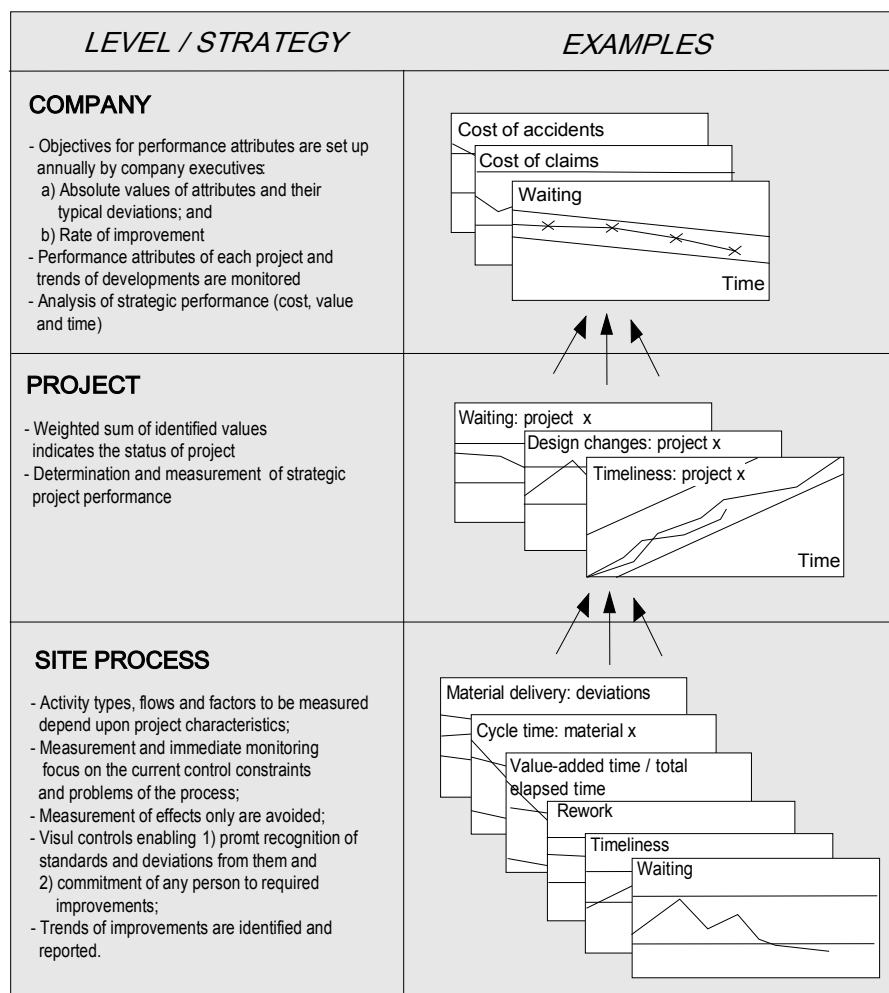 LEVEL / STRATEGY
EXAMPLES
COMPANY
- Objectives for performance attributes are set up
annually by company executives:
a) Absolute values of attributes and their
typical deviations; and
b) Rate of improvement
- Performance attributes of each project and
trends of developments are monitored
- Analysis of strategic performance (cost, value
and time)
Cost of accidents
Cost of claims
Waiting
Time
PROJECT
- Weighted sum of identified values
indicates the status of project
- Determination and measurement of strategic
project performance
Waiting: project x
Design changes: project x
Timeliness: project x
Time
SITE PROCESS
- Activity types, flows and factors to be measured
depend upon project characteristics;
- Measurement and immediate monitoring
focus on the current control constraints
and problems of the process;
- Measurement of effects only are avoided;
- Visul controls enabling 1) promt recognition of
standards and deviations from them and
2) commitment of any person to required
improvements;
- Trends of improvements are identified and
reported.
Material delivery: deviations
Cycle time: material x
Value-added time / total
elapsed time
Rework
Timeliness
Waiting